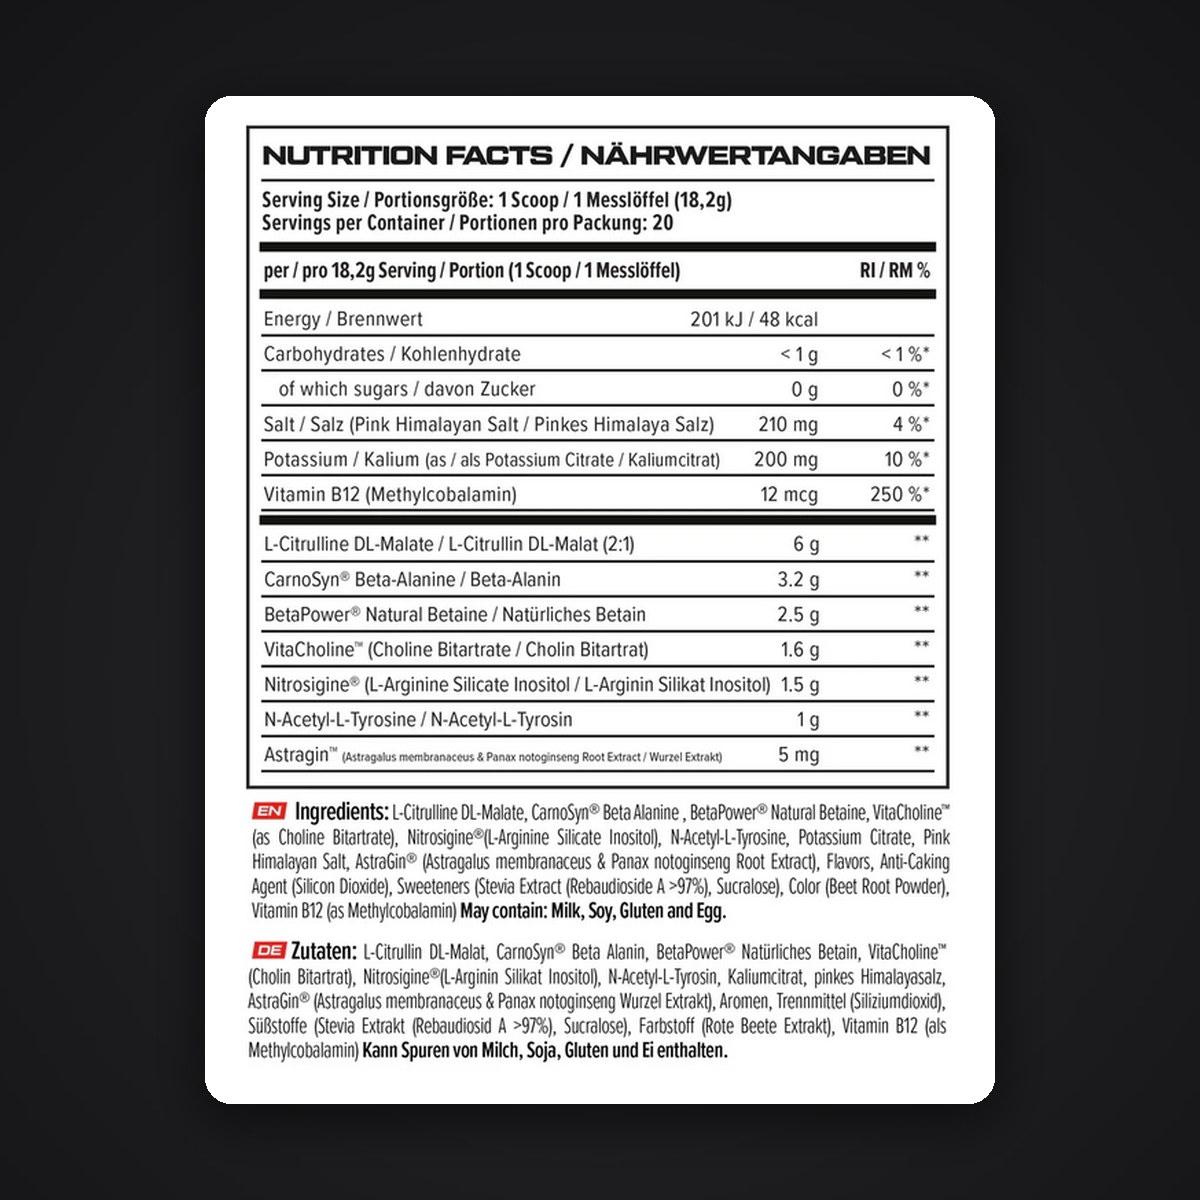 NUTRITION FACTS / NÄHRWERTANGABEN
Serving Size / Portionsgröße: 1 Scoop / 1 Messlöffel (18,2g)
Servings per Container / Portionen pro Packung: 20
per / pro 18,2g Serving / Portion (1 Scoop / 1 Messlöffel) RI / RM %
Energy / Brennwert 201 kJ / 48 kcal
Carbohydrates / Kohlenhydrate < 1 g < 1 %*
of which sugars / davon Zucker 0 g 0 %*
Salt / Salz (Pink Himalayan Salt / Pinkes Himalaya Salz) 210 mg 4 %*
Potassium / Kalium (as / als Potassium Citrate / Kaliumcitrat) 200 mg 10 %*
Vitamin B12 (Methylcobalamin) 12 mcg 250 %*
L-Citrulline DL-Malate / L-Citrullin DL-Malat (2:1) 6 g **
CarnoSyn® Beta-Alanine / Beta-Alanin 3.2 g **
BetaPower® Natural Betaine / Natürliches Betain 2.5 g **
VitaCholine™ (Choline Bitartrate / Cholin Bitartrat) 1.6 g **
Nitrosigine® (L-Arginine Silicate Inositol / L-Arginin Silikat Inositol) 1.5 g **
N-Acetyl-L-Tyrosine / N-Acetyl-L-Tyrosin 1 g **
Astragin™ (Astragalus membranaceus & Panax notoginseng Root Extract / Wurzel Extrakt) 5 mg **
EN Ingredients: L-Citrulline DL-Malate, CarnoSyn® Beta Alanine , BetaPower® Natural Betaine, VitaCholine™
(as Choline Bitartrate), Nitrosigine®(L-Arginine Silicate Inositol), N-Acetyl-L-Tyrosine, Potassium Citrate, Pink
Himalayan Salt, AstraGin® (Astragalus membranaceus & Panax notoginseng Root Extract), Flavors, Anti-Caking
Agent (Silicon Dioxide), Sweeteners (Stevia Extract (Rebaudioside A >97%), Sucralose), Color (Beet Root Powder),
Vitamin B12 (as Methylcobalamin) May contain: Milk, Soy, Gluten and Egg.
DE Zutaten: L-Citrullin DL-Malat, CarnoSyn® Beta Alanin, BetaPower® Natürliches Betain, VitaCholine™
(Cholin Bitartrat), Nitrosigine®(L-Arginin Silikat Inositol), N-Acetyl-L-Tyrosin, Kaliumcitrat, pinkes Himalayasalz,
AstraGin® (Astragalus membranaceus & Panax notoginseng Wurzel Extrakt), Aromen, Trennmittel (Siliziumdioxid),
Süßstoffe (Stevia Extrakt (Rebaudiosid A >97%), Sucralose), Farbstoff (Rote Beete Extrakt), Vitamin B12 (als
Methylcobalamin) Kann Spuren von Milch, Soja, Gluten und Ei enthalten.